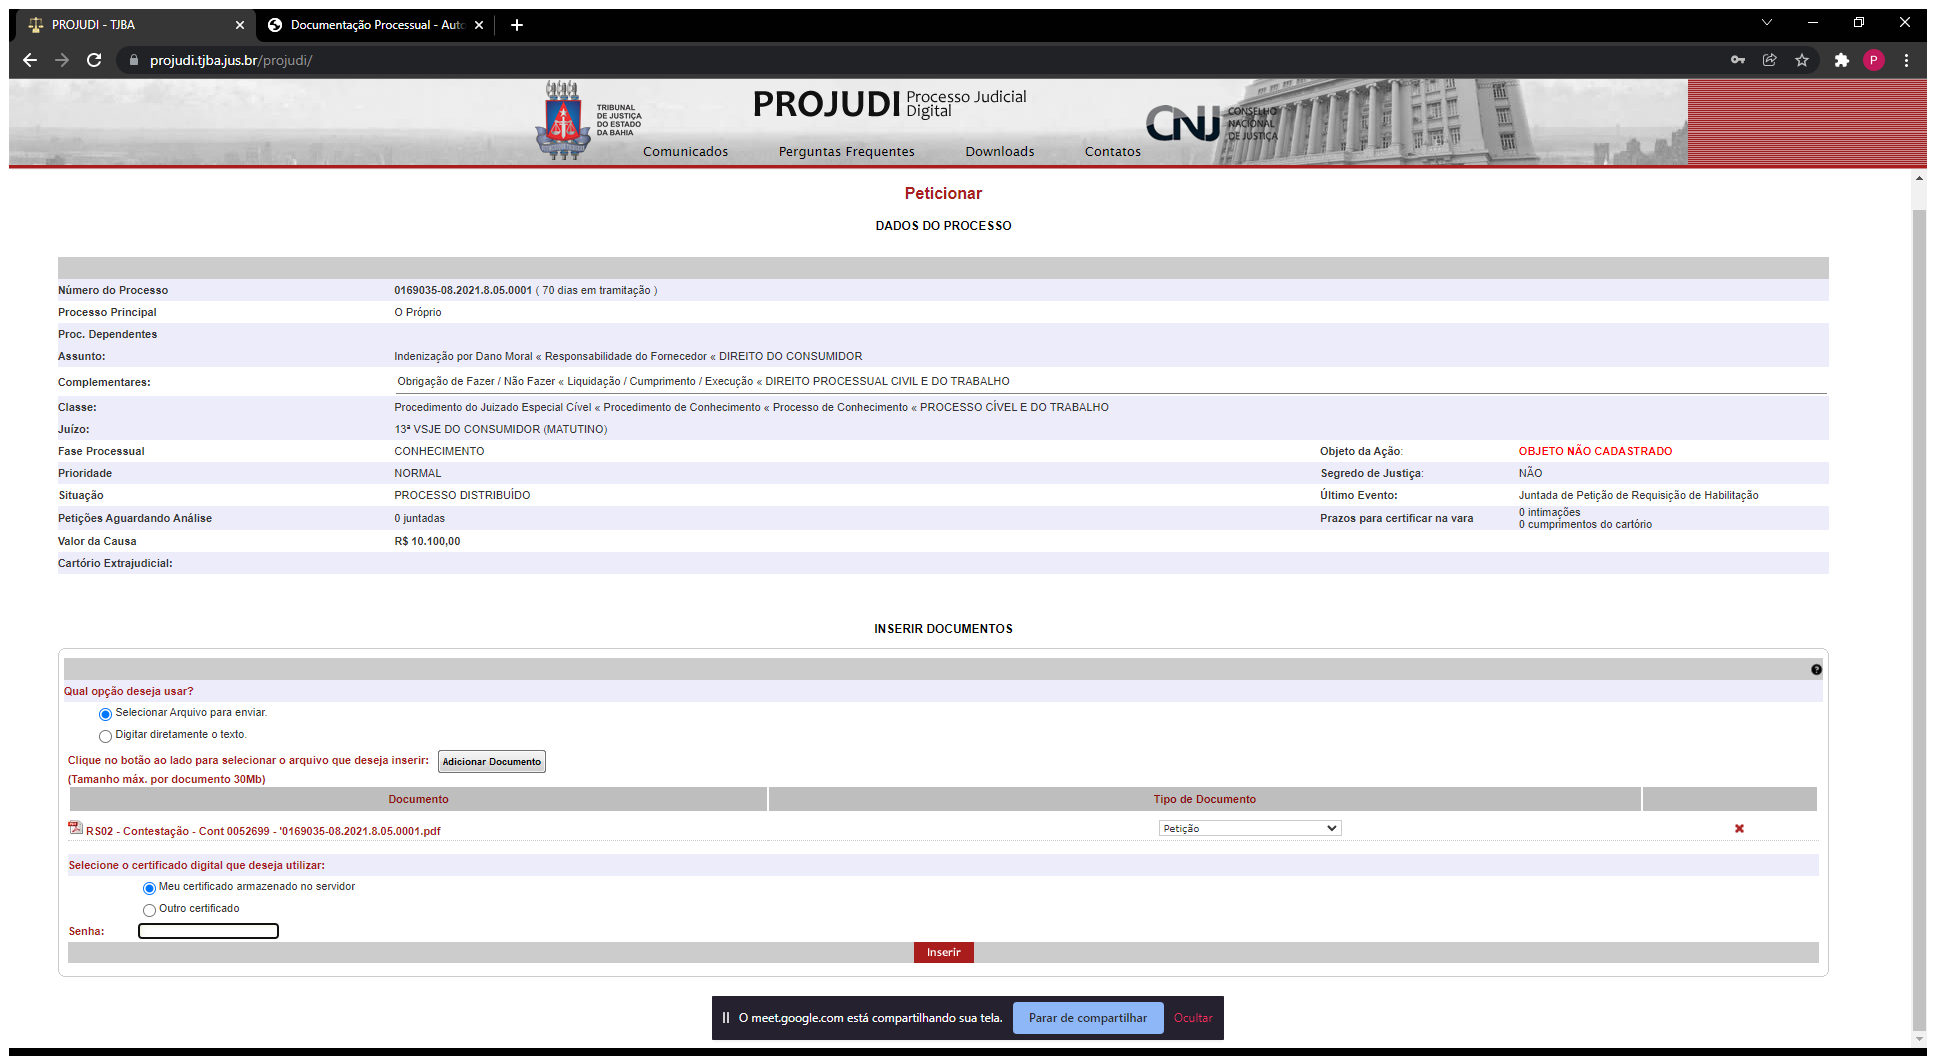 PROJUDI - TJBA
Documentação Processual - Auto
projudi.tjba.jus.br/projudi/
P
TRIBUNAL
DE JUSTIÇA
DO ESTADO
DA BAHIA
PROJUDI Processo Judicial
Digital
CNJ CONSELHO
NACIONAL
DE JUSTIÇA
Comunicados Perguntas Frequentes Downloads Contatos
Peticionar
DADOS DO PROCESSO
Número do Processo 0169035-08.2021.8.05.0001 ( 70 dias em tramitação )
Processo Principal O Próprio
Proc. Dependentes
Assunto: Indenização por Dano Moral « Responsabilidade do Fornecedor « DIREITO DO CONSUMIDOR
Complementares: Obrigação de Fazer / Não Fazer « Liquidação / Cumprimento / Execução « DIREITO PROCESSUAL CIVIL E DO TRABALHO
Classe: Procedimento do Juizado Especial Cível « Procedimento de Conhecimento « Processo de Conhecimento « PROCESSO CÍVEL E DO TRABALHO
Juízo: 13ª VSJE DO CONSUMIDOR (MATUTINO)
Fase Processual CONHECIMENTO Objeto da Ação: OBJETO NÃO CADASTRADO
Prioridade NORMAL Segredo de Justiça: NÃO
Situação PROCESSO DISTRIBUÍDO Último Evento: Juntada de Petição de Requisição de Habilitação
Petições Aguardando Análise 0 juntadas Prazos para certificar na vara 0 intimações
0 cumprimentos do cartório
Valor da Causa R$ 10.100,00
Cartório Extrajudicial:
INSERIR DOCUMENTOS
?
Qual opção deseja usar?
Selecionar Arquivo para enviar.
Digitar diretamente o texto.
Clique no botão ao lado para selecionar o arquivo que deseja inserir: Adicionar Documento
(Tamanho máx. por documento 30Mb)
Documento Tipo de Documento
RS02 - Contestação - Cont 0052699 - '0169035-08.2021.8.05.0001.pdf Petição
Selecione o certificado digital que deseja utilizar:
Meu certificado armazenado no servidor
Outro certificado
Senha:
Inserir
O meet.google.com está compartilhando sua tela. Parar de compartilhar Ocultar